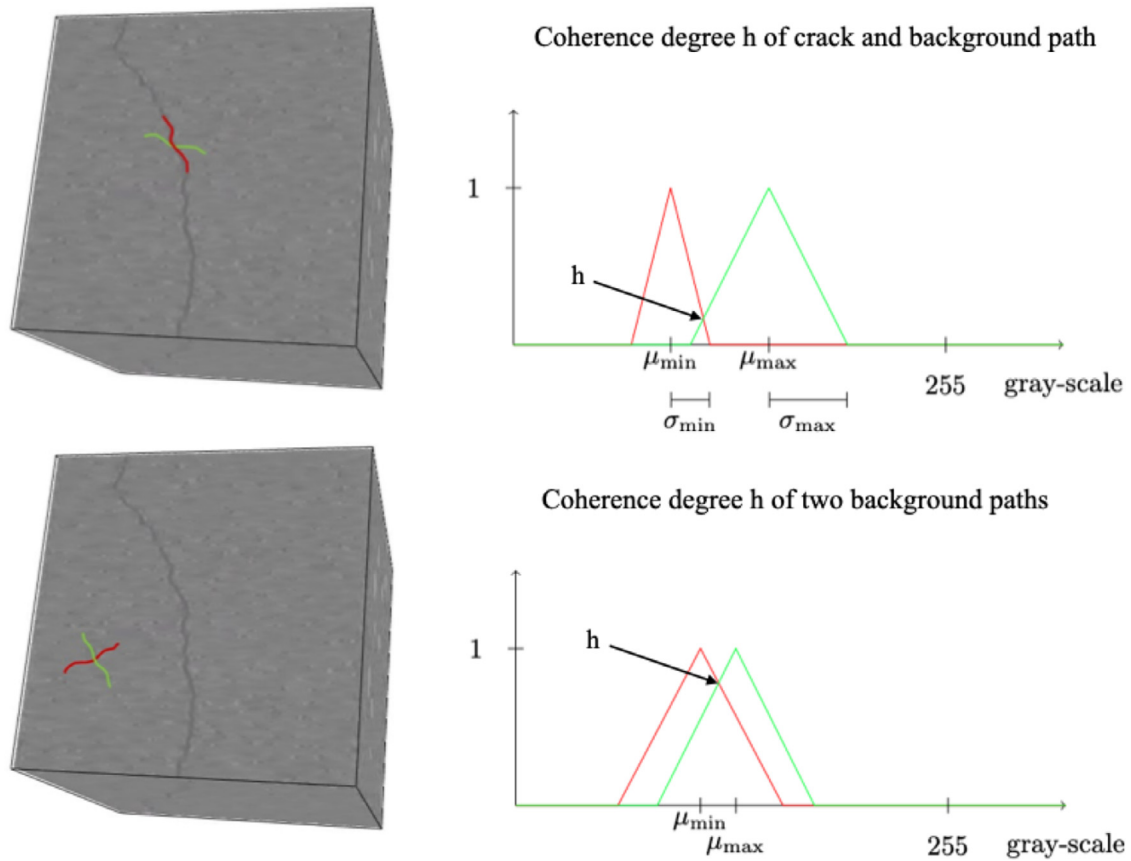 Coherence degree h of crack and background path
1
h
μmin
μmax
255
gray-scale
σmin
σmax
Coherence degree h of two background paths
1
h
μmin
μmax
255
gray-scale